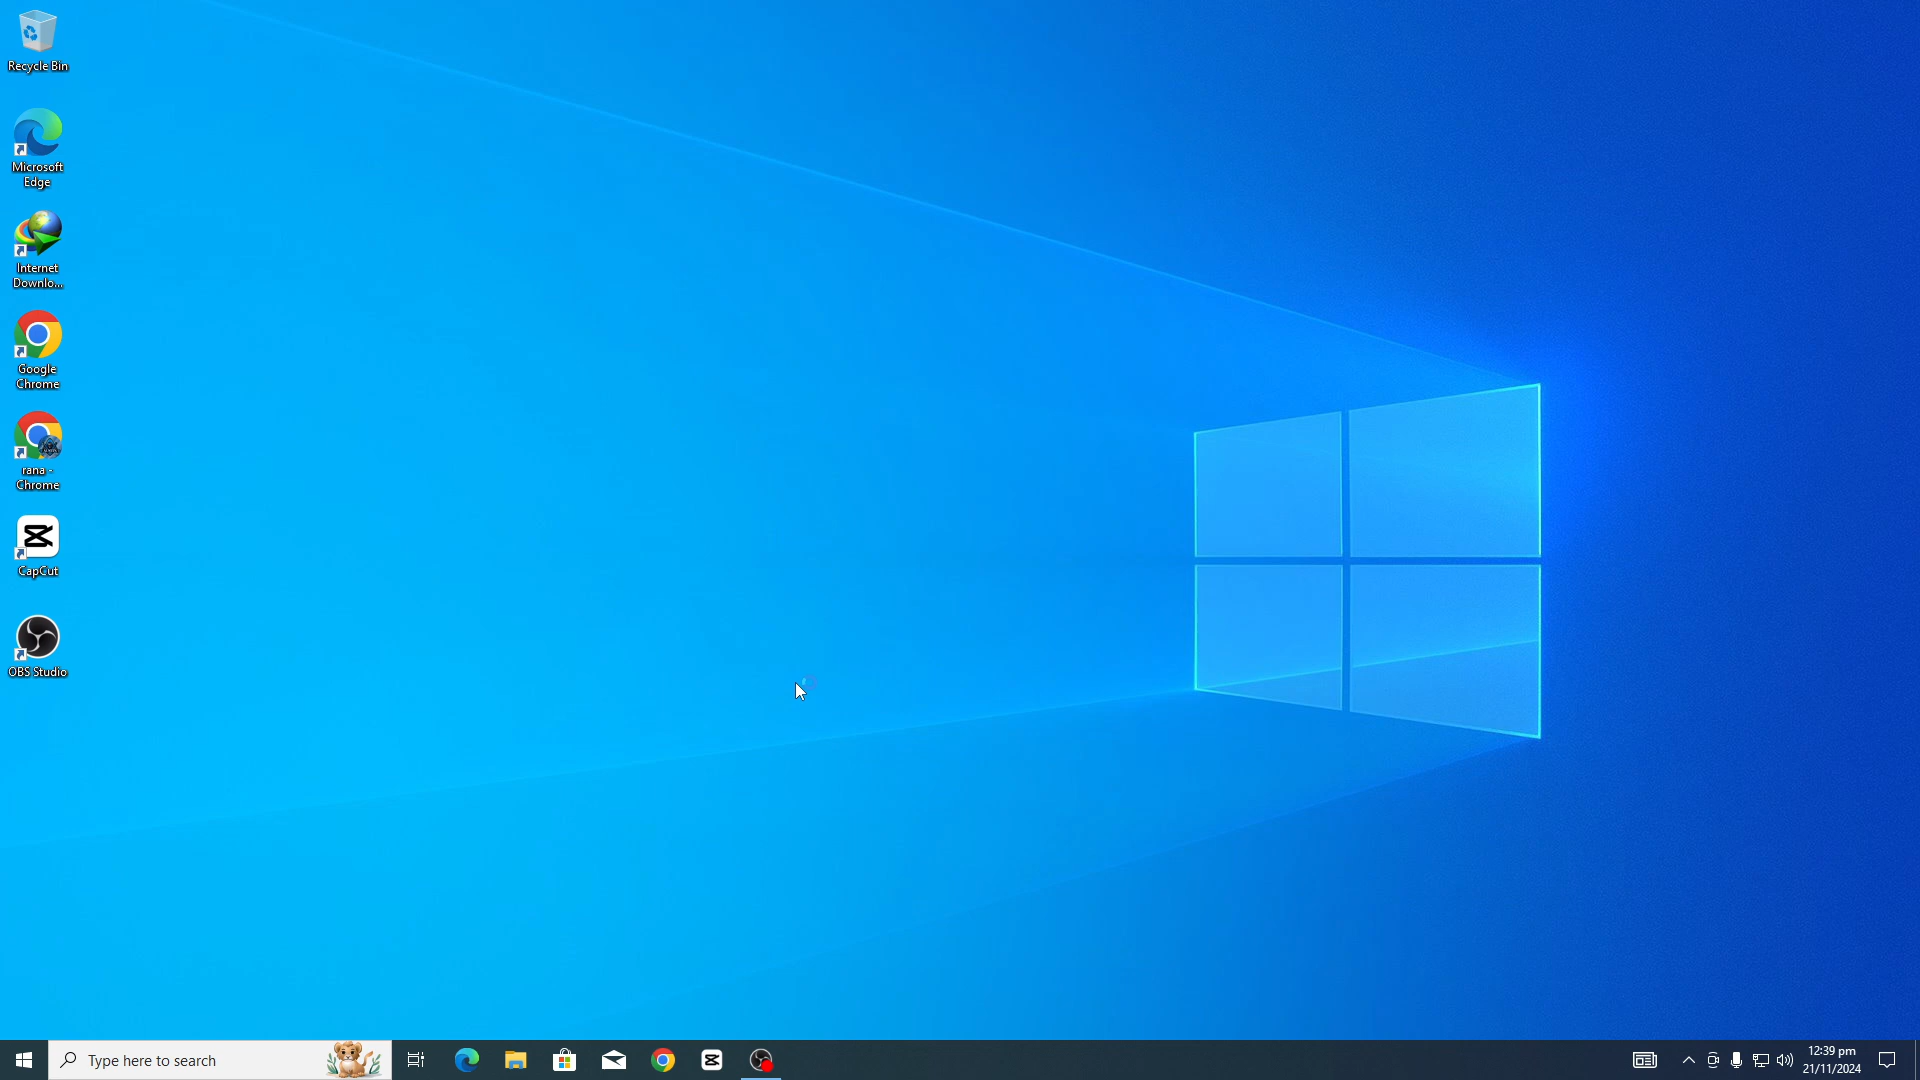 Recycle Bin
Microsoft
Edge
Internet
Downlo...
Google
Chrome
rana -
Chrome
CapCut
OBS Studio
Type here to search
12:39 pm
21/11/2024